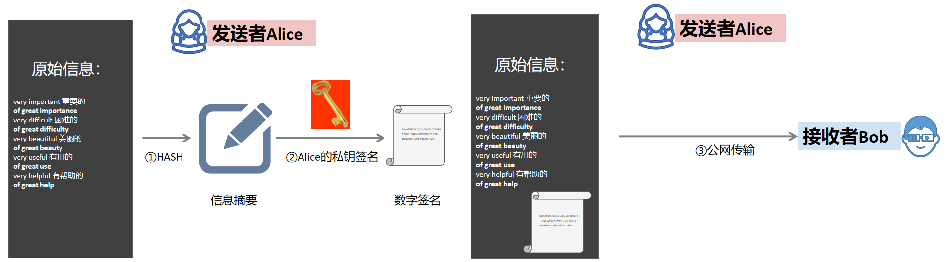 发送者Alice
原始信息：
very important 重要的
of great importance
very difficult 困难的
of great difficulty
very beautiful 美丽的
of great beauty
very useful 有用的
of great use
very helpful 有帮助的
of great help
①HASH
信息摘要
②Alice的私钥签名
数字签名
发送者Alice
原始信息：
very important 重要的
of great importance
very difficult 困难的
of great difficulty
very beautiful 美丽的
of great beauty
very useful 有用的
of great use
very helpful 有帮助的
of great help
③公网传输
接收者Bob